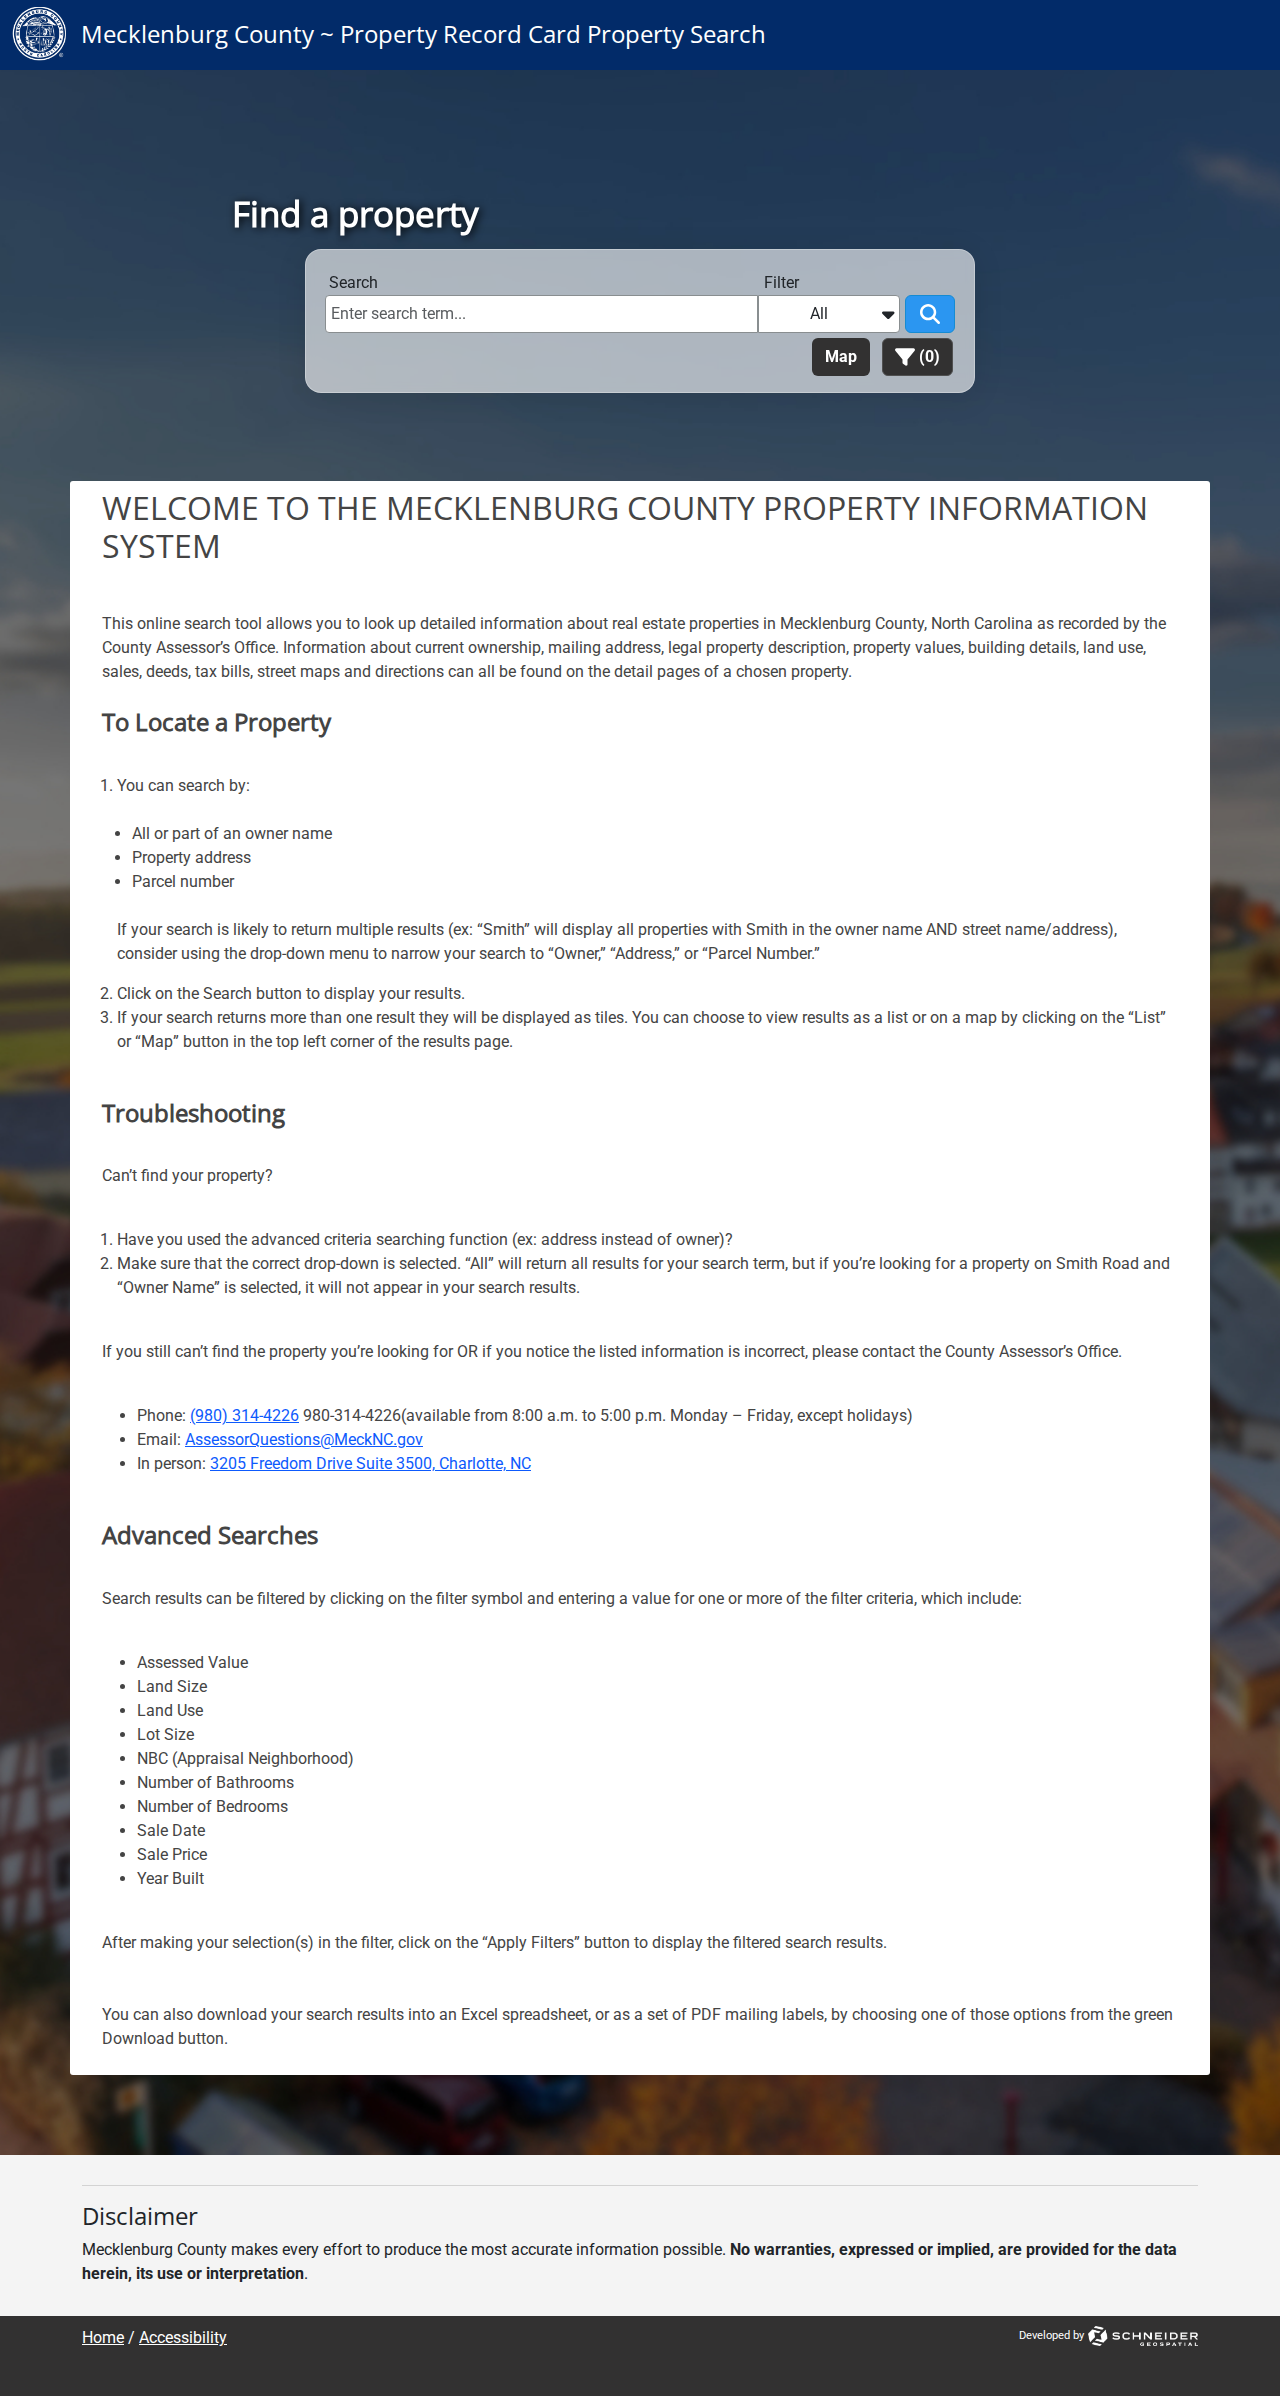 Mecklenburg County ~ Property Record Card Property Search
Find a property
Search
Filter
Enter search term...
All
Map
(0)
WELCOME TO THE MECKLENBURG COUNTY PROPERTY INFORMATION
SYSTEM
This online search tool allows you to look up detailed information about real estate properties in Mecklenburg County, North Carolina as recorded by the
County Assessor’s Office. Information about current ownership, mailing address, legal property description, property values, building details, land use,
sales, deeds, tax bills, street maps and directions can all be found on the detail pages of a chosen property.
To Locate a Property
1. You can search by:
• All or part of an owner name
• Property address
• Parcel number
If your search is likely to return multiple results (ex: “Smith” will display all properties with Smith in the owner name AND street name/address),
consider using the drop-down menu to narrow your search to “Owner,” “Address,” or “Parcel Number.”
2. Click on the Search button to display your results.
3. If your search returns more than one result they will be displayed as tiles. You can choose to view results as a list or on a map by clicking on the “List”
or “Map” button in the top left corner of the results page.
Troubleshooting
Can’t find your property?
1. Have you used the advanced criteria searching function (ex: address instead of owner)?
2. Make sure that the correct drop-down is selected. “All” will return all results for your search term, but if you’re looking for a property on Smith Road and
“Owner Name” is selected, it will not appear in your search results.
If you still can’t find the property you’re looking for OR if you notice the listed information is incorrect, please contact the County Assessor’s Office.
• Phone: (980) 314-4226 980-314-4226(available from 8:00 a.m. to 5:00 p.m. Monday – Friday, except holidays)
• Email: AssessorQuestions@MeckNC.gov
• In person: 3205 Freedom Drive Suite 3500, Charlotte, NC
Advanced Searches
Search results can be filtered by clicking on the filter symbol and entering a value for one or more of the filter criteria, which include:
• Assessed Value
• Land Size
• Land Use
• Lot Size
• NBC (Appraisal Neighborhood)
• Number of Bathrooms
• Number of Bedrooms
• Sale Date
• Sale Price
• Year Built
After making your selection(s) in the filter, click on the “Apply Filters” button to display the filtered search results.
You can also download your search results into an Excel spreadsheet, or as a set of PDF mailing labels, by choosing one of those options from the green
Download button.
Disclaimer
Mecklenburg County makes every effort to produce the most accurate information possible. No warranties, expressed or implied, are provided for the data
herein, its use or interpretation.
Home / Accessibility
Developed by SCHNEIDER
GEOSPATIAL